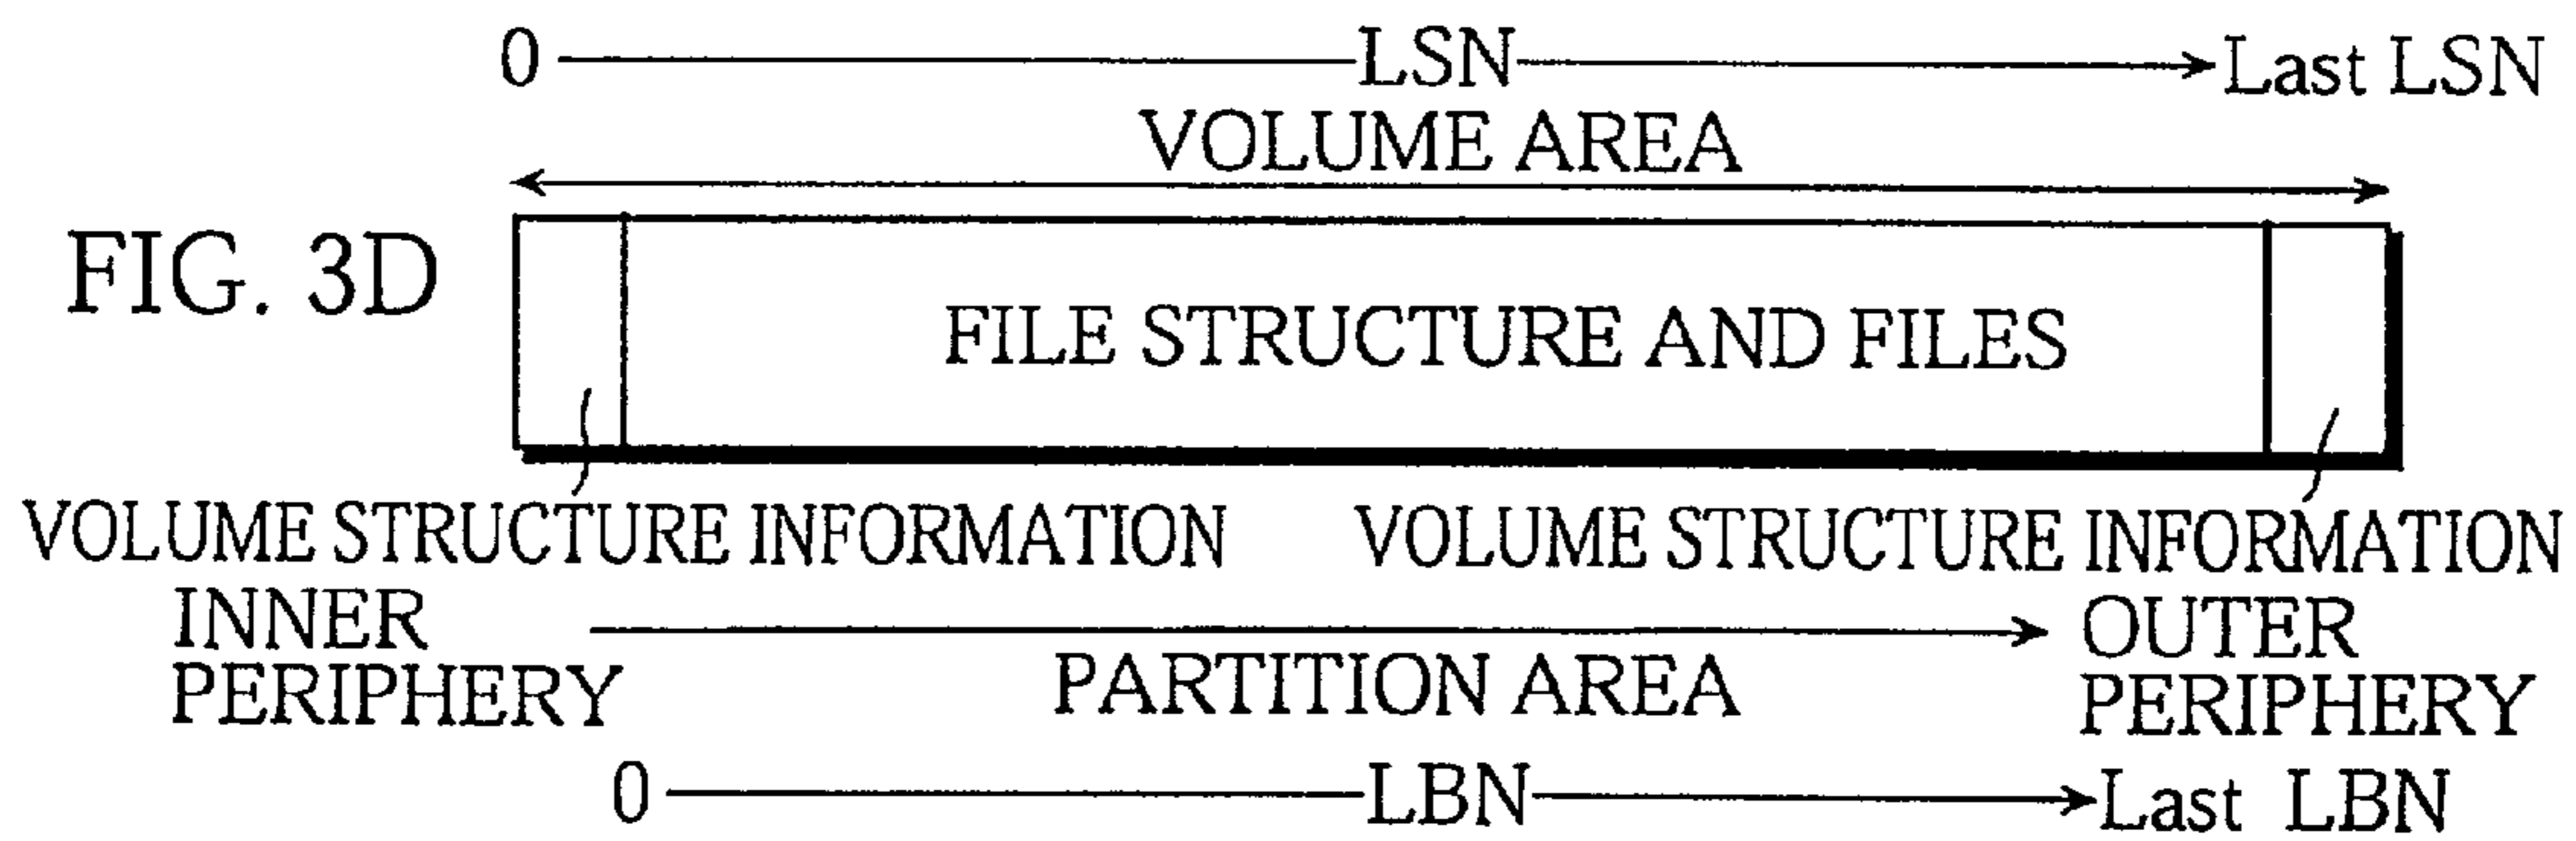 0 LSN Last LSN
VOLUME AREA
FIG. 3D
FILE STRUCTURE AND FILES
VOLUME STRUCTURE INFORMATION VOLUME STRUCTURE INFORMATION
INNER
PERIPHERY
PARTITION AREA
OUTER
PERIPHERY
0 LBN Last LBN